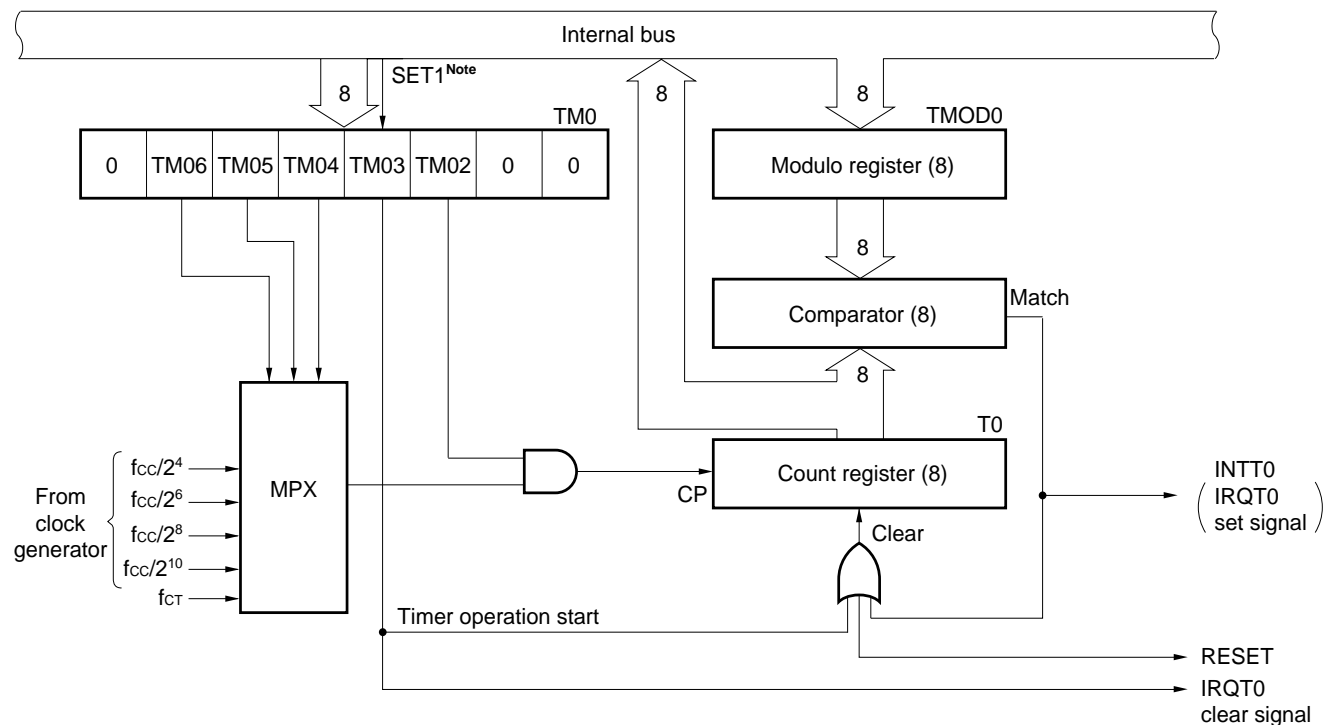 Internal bus
8
SET1Note
8
8
TM0
TMOD0
0 TM06 TM05 TM04 TM03 TM02 0 0
Modulo register (8)
8
Match
Comparator (8)
8
T0
Count register (8)
CP
Clear
MPX
From
clock
generator
fCC/2⁴
fCC/2⁶
fCC/2⁸
fCC/2¹⁰
fCT
INTT0
( IRQT0 )
set signal
Timer operation start
RESET
IRQT0
clear signal